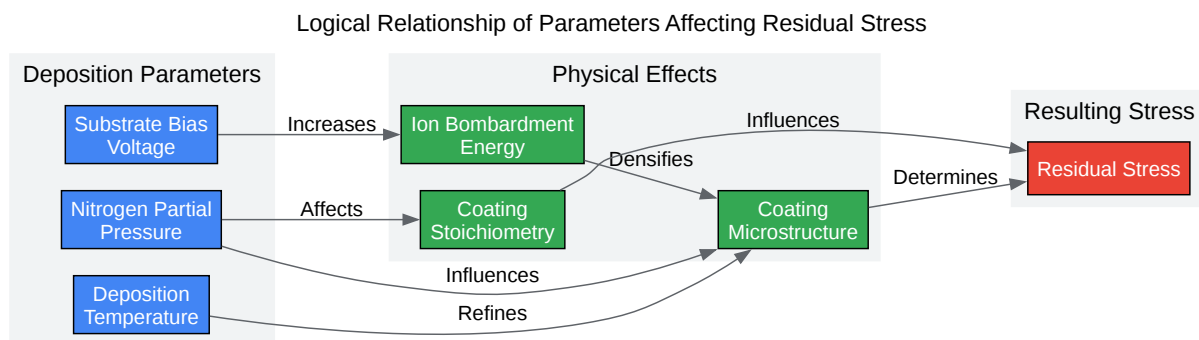 Logical Relationship of Parameters Affecting Residual Stress
Deposition Parameters
Physical Effects
Resulting Stress
Substrate Bias
Voltage
Increases
Ion Bombardment
Energy
Influences
Densifies
Residual Stress
Nitrogen Partial
Pressure
Affects
Coating
Stoichiometry
Coating
Microstructure
Determines
Influences
Deposition
Temperature
Refines